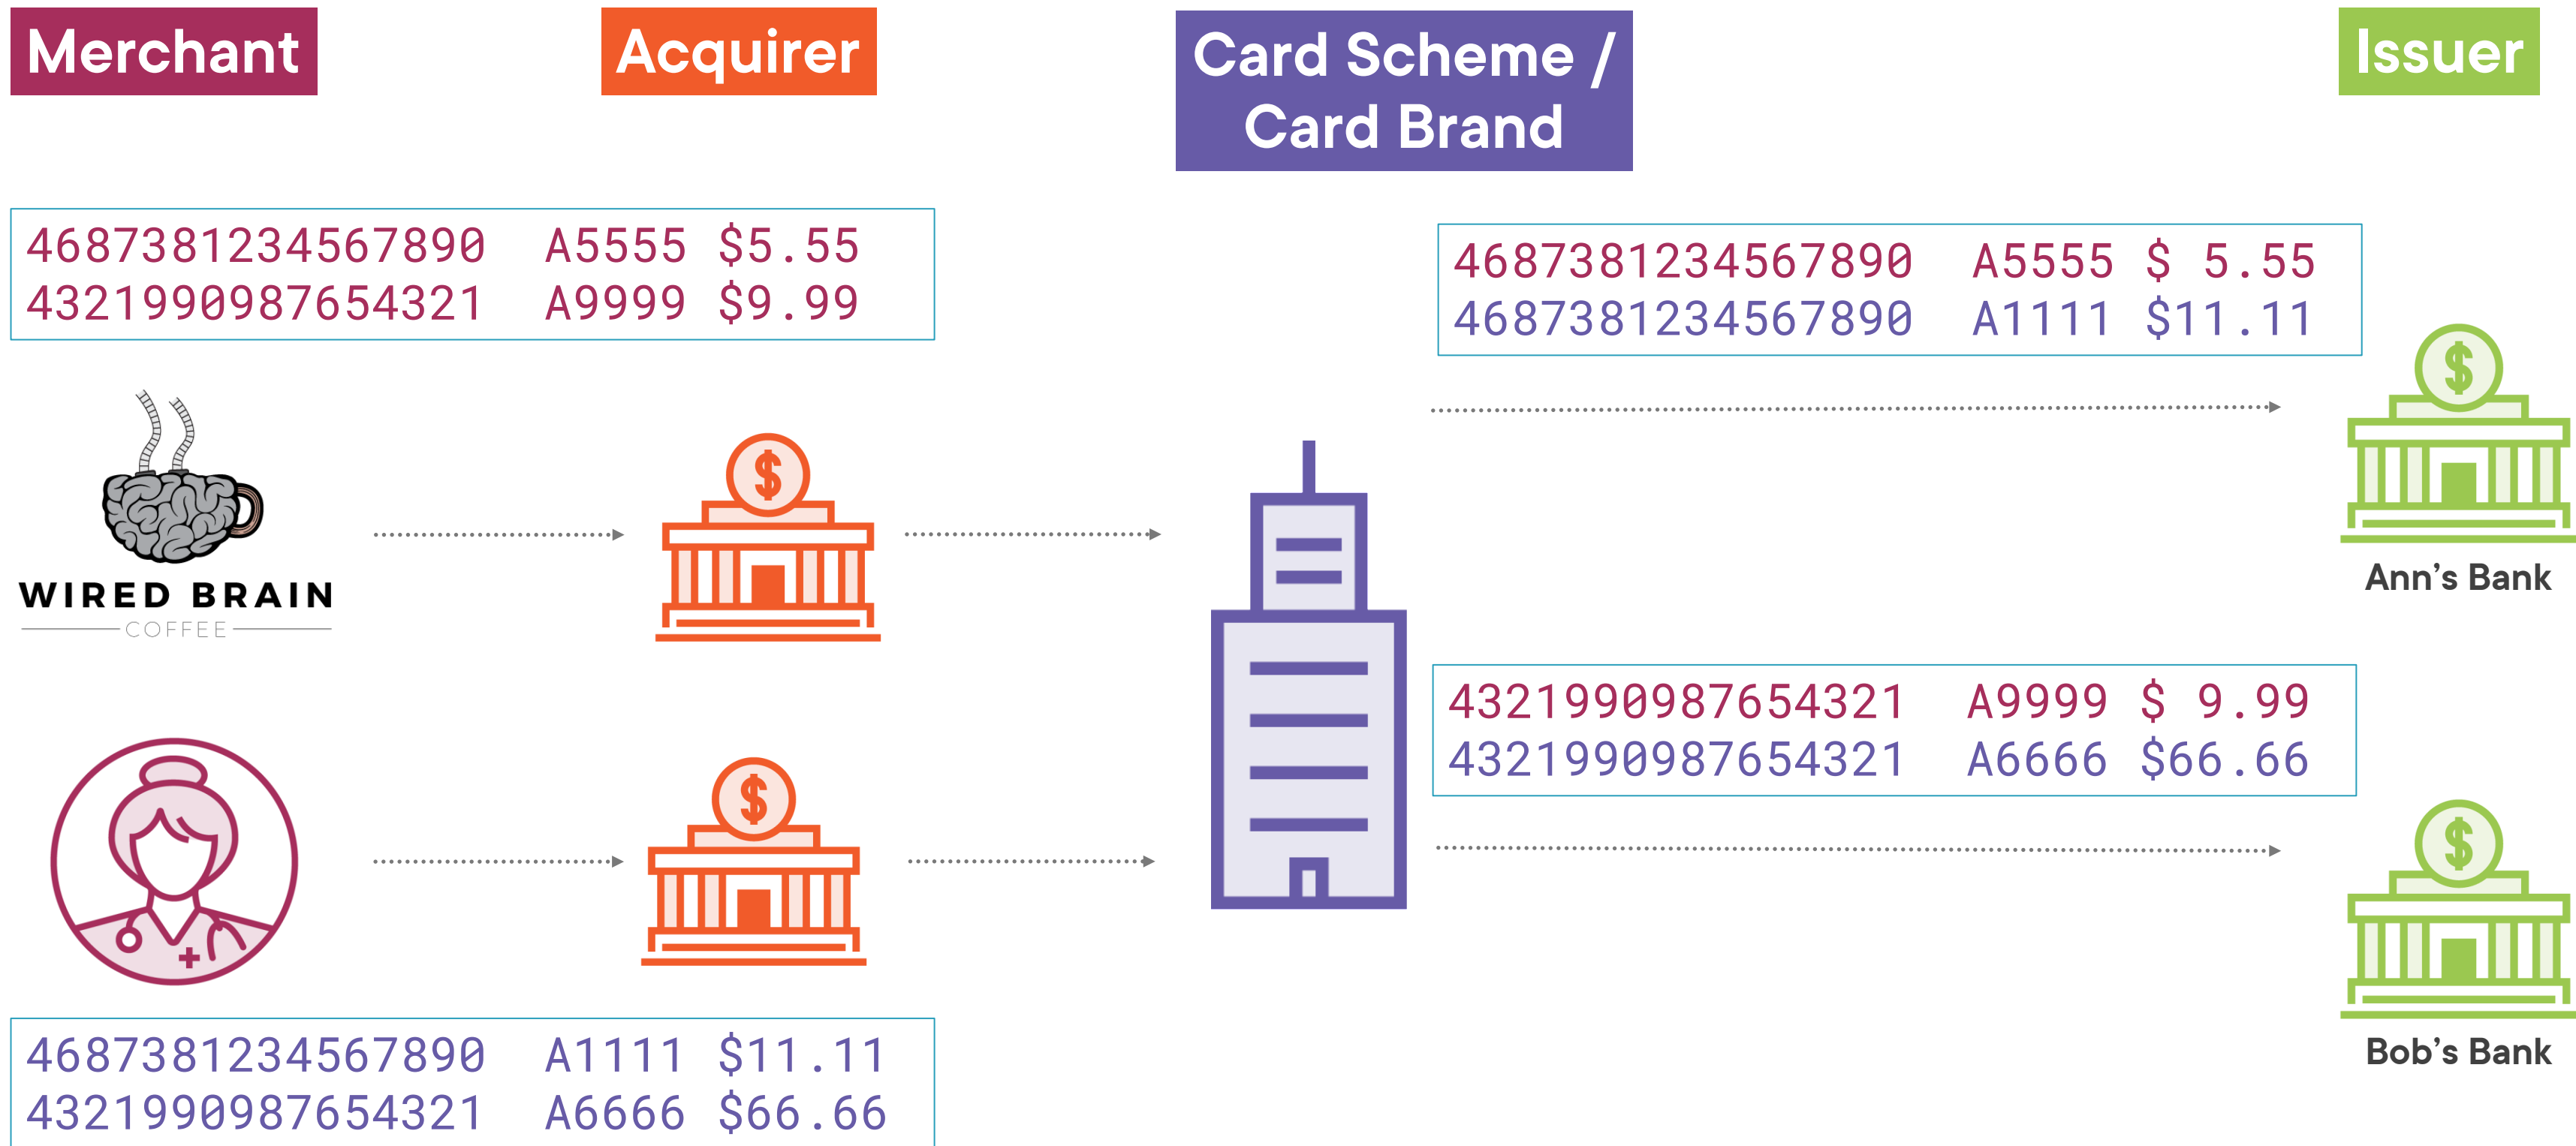 Merchant
Acquirer
Card Scheme /
Card Brand
Issuer
4687381234567890 A5555 $5.55
4321990987654321 A9999 $9.99
4687381234567890 A5555 $ 5.55
4687381234567890 A1111 $11.11
$
$
WIRED BRAIN
COFFEE
Ann's Bank
4321990987654321 A9999 $ 9.99
4321990987654321 A6666 $66.66
$
$
Bob's Bank
4687381234567890 A1111 $11.11
4321990987654321 A6666 $66.66